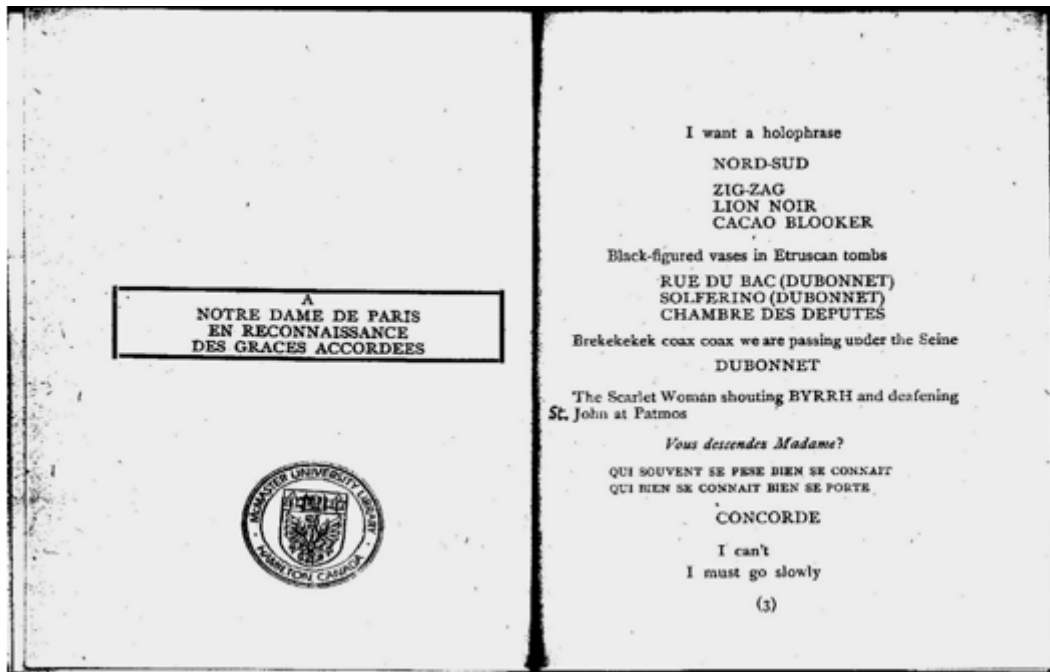 A
NOTRE DAME DE PARIS
EN RECONNAISSANCE
DES GRACES ACCORDEES
McMASTER UNIVERSITY LIBRARY
HAMILTON CANADA
I want a holophrase
NORD-SUD
ZIG-ZAG
LION NOIR
CACAO BLOOKER
Black-figured vases in Etruscan tombs
RUE DU BAC (DUBONNET)
SOLFERINO (DUBONNET)
CHAMBRE DES DEPUTES
Brekekekek coax coax we are passing under the Seine
DUBONNET
The Scarlet Woman shouting BYRRH and deafening
St. John at Patmos
Vous descendez Madame?
QUI SOUVENT SE PESE BIEN SE CONNAIT
QUI BIEN SE CONNAIT BIEN SE PORTE
CONCORDE
I can't
I must go slowly
(3)